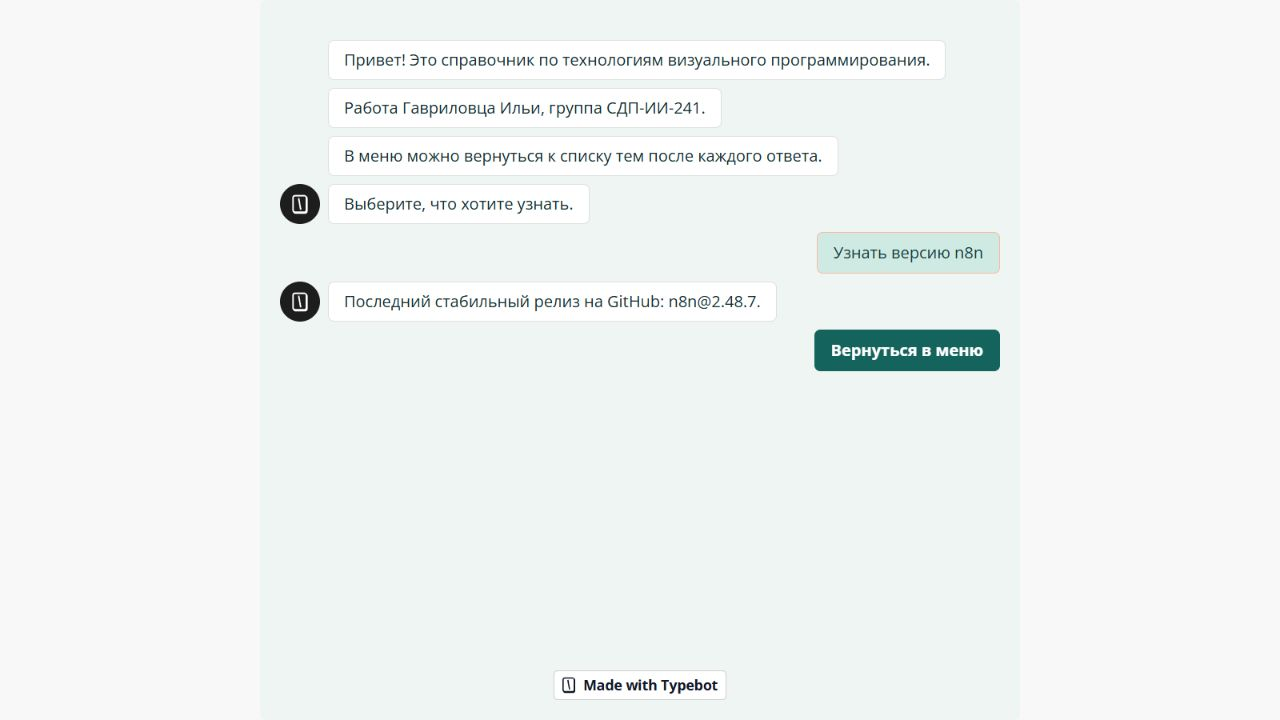 Привет! Это справочник по технологиям визуального программирования.
Работа Гавриловца Ильи, группа СДП-ИИ-241.
В меню можно вернуться к списку тем после каждого ответа.
Выберите, что хотите узнать.
Узнать версию n8n
Последний стабильный релиз на GitHub: n8n@2.48.7.
Вернуться в меню
Made with Typebot